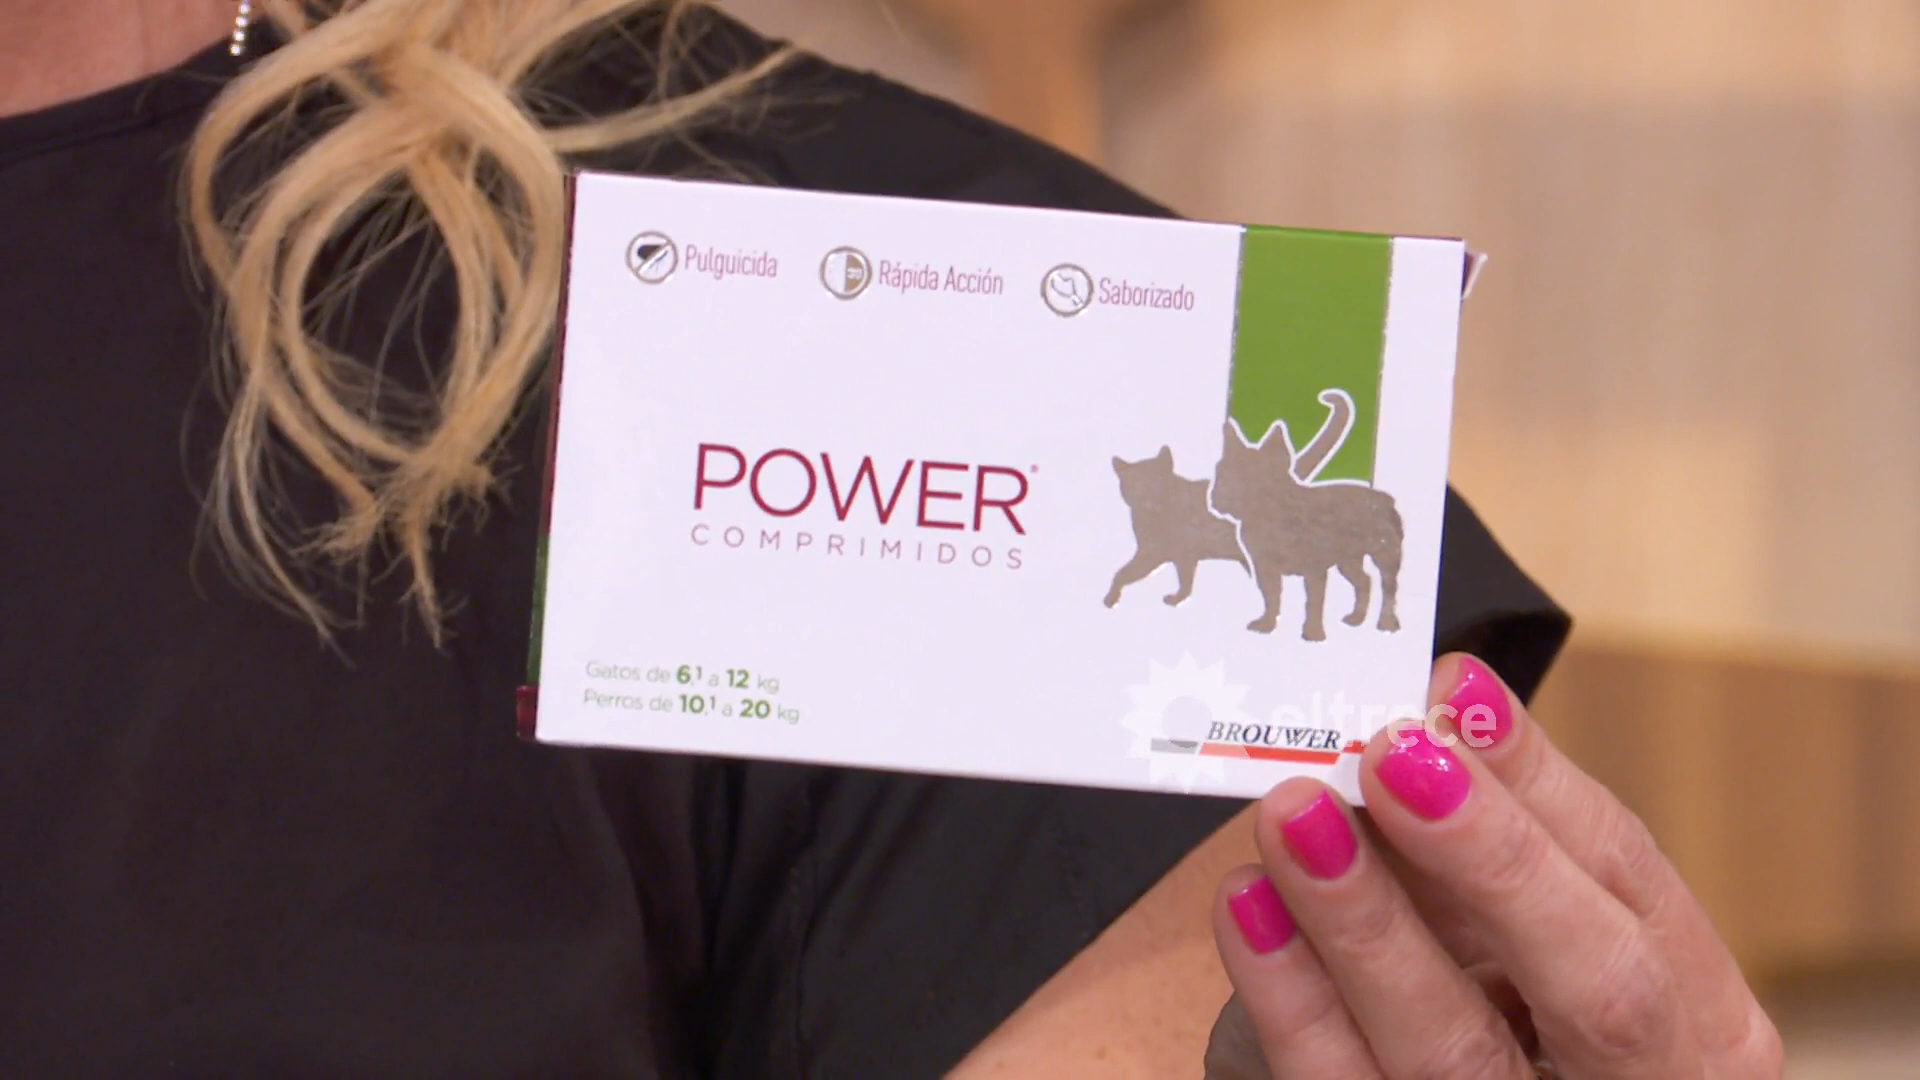 Pulguicida
Rápida Acción
Saborizado
POWER®
COMPRIMIDOS
Gatos de 6,1 a 12 kg
Perros de 10,1 a 20 kg
BROUWER
eltrece